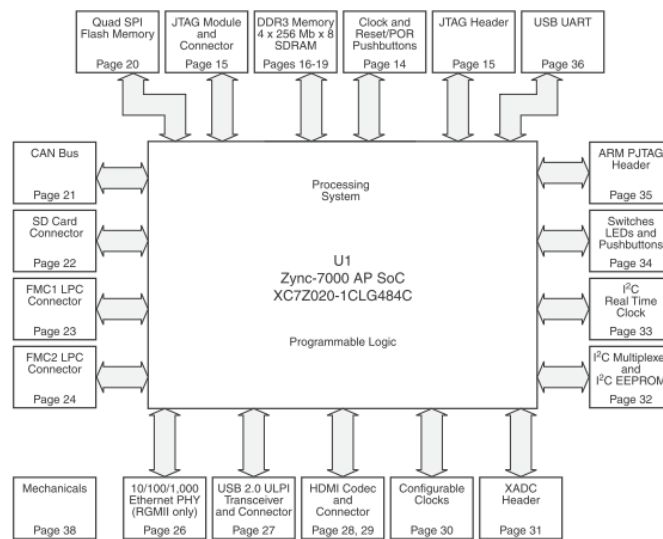 Quad SPI
Flash Memory
Page 20
JTAG Module
and
Connector
Page 15
DDR3 Memory
4 x 256 Mb x 8
SDRAM
Pages 16-19
Clock and
Reset/POR
Pushbuttons
Page 14
JTAG Header
Page 15
USB UART
Page 36
CAN Bus
Page 21
SD Card
Connector
Page 22
FMC1 LPC
Connector
Page 23
FMC2 LPC
Connector
Page 24
Processing
System
U1
Zync-7000 AP SoC
XC7Z020-1CLG484C
Programmable Logic
ARM PJTAG
Header
Page 35
Switches
LEDs and
Pushbuttons
Page 34
I²C
Real Time
Clock
Page 33
I²C Multiplexe
and
I²C EEPROM
Page 32
Mechanicals
Page 38
10/100/1,000
Ethernet PHY
(RGMII only)
Page 26
USB 2.0 ULPI
Transceiver
and Connector
Page 27
HDMI Codec
and
Connector
Page 28, 29
Configurable
Clocks
Page 30
XADC
Header
Page 31